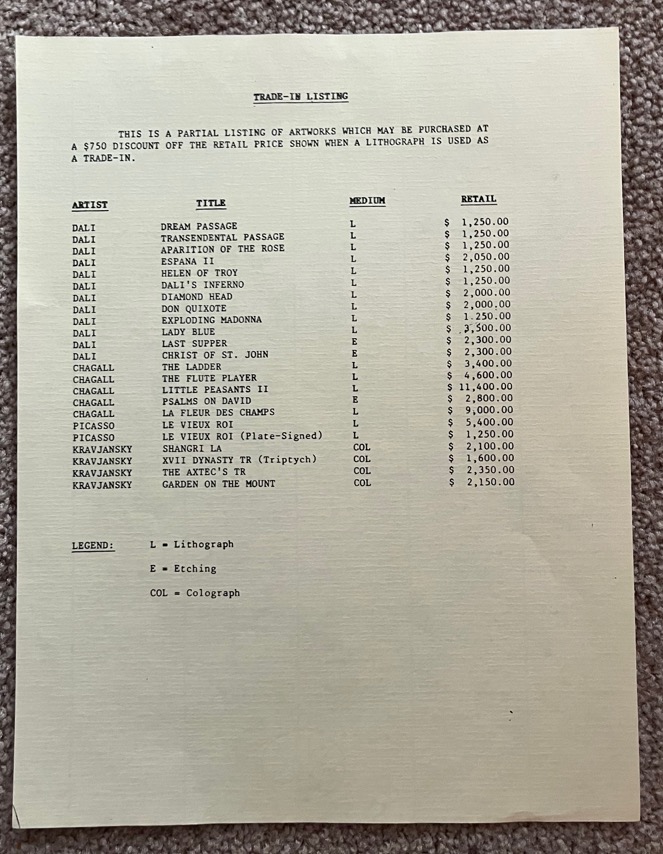 TRADE-IN LISTING
THIS IS A PARTIAL LISTING OF ARTWORKS WHICH MAY BE PURCHASED AT
A $750 DISCOUNT OFF THE RETAIL PRICE SHOWN WHEN A LITHOGRAPH IS USED AS
A TRADE-IN.
ARTIST TITLE MEDIUM RETAIL
DALI DREAM PASSAGE L $ 1,250.00
DALI TRANSENDENTAL PASSAGE L $ 1,250.00
DALI APARITION OF THE ROSE L $ 1,250.00
DALI ESPANA II L $ 2,050.00
DALI HELEN OF TROY L $ 1,250.00
DALI DALI'S INFERNO L $ 1,250.00
DALI DIAMOND HEAD L $ 2,000.00
DALI DON QUIXOTE L $ 2,000.00
DALI EXPLODING MADONNA L $ 1.250.00
DALI LADY BLUE L $ 3,500.00
DALI LAST SUPPER E $ 2,300.00
DALI CHRIST OF ST. JOHN E $ 2,300.00
CHAGALL THE LADDER L $ 3,400.00
CHAGALL THE FLUTE PLAYER L $ 4,600.00
CHAGALL LITTLE PEASANTS II L $ 11,400.00
CHAGALL PSALMS ON DAVID E $ 2,800.00
CHAGALL LA FLEUR DES CHAMPS L $ 9,000.00
PICASSO LE VIEUX ROI L $ 5,400.00
PICASSO LE VIEUX ROI (Plate-Signed) L $ 1,250.00
KRAVJANSKY SHANGRI LA COL $ 2,100.00
KRAVJANSKY XVII DYNASTY TR (Triptych) COL $ 1,600.00
KRAVJANSKY THE AZTEC'S TR COL $ 2,350.00
KRAVJANSKY GARDEN ON THE MOUNT COL $ 2,150.00
LEGEND: L = Lithograph
E = Etching
COL = Colograph